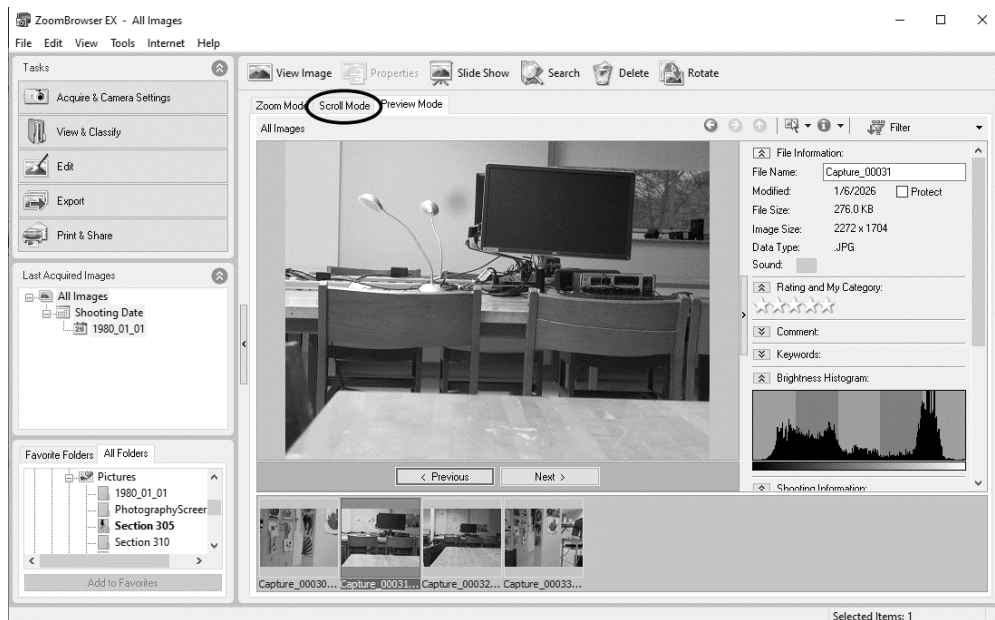 ZoomBrowser EX - All Images
File Edit View Tools Internet Help
Tasks
Acquire & Camera Settings
View & Classify
Edit
Export
Print & Share
Last Acquired Images
All Images
Shooting Date
26 1980_01_01
Favorite Folders All Folders
Pictures
1980_01_01
PhotographyScreer
Section 305
Section 310
Add to Favorites
View Image Properties Slide Show Search Delete Rotate
Zoom Mode Scroll Mode Preview Mode
All Images
Filter
File Information:
File Name: Capture_00031
Modified: 1/6/2026 Protect
File Size: 276.0 KB
Image Size: 2272 x 1704
Data Type: .JPG
Sound:
Rating and My Category:
Comment:
Keywords:
Brightness Histogram:
Shooting Information:
< Previous Next >
Capture_00030... Capture_00031... Capture_00032... Capture_00033...
Selected Items: 1